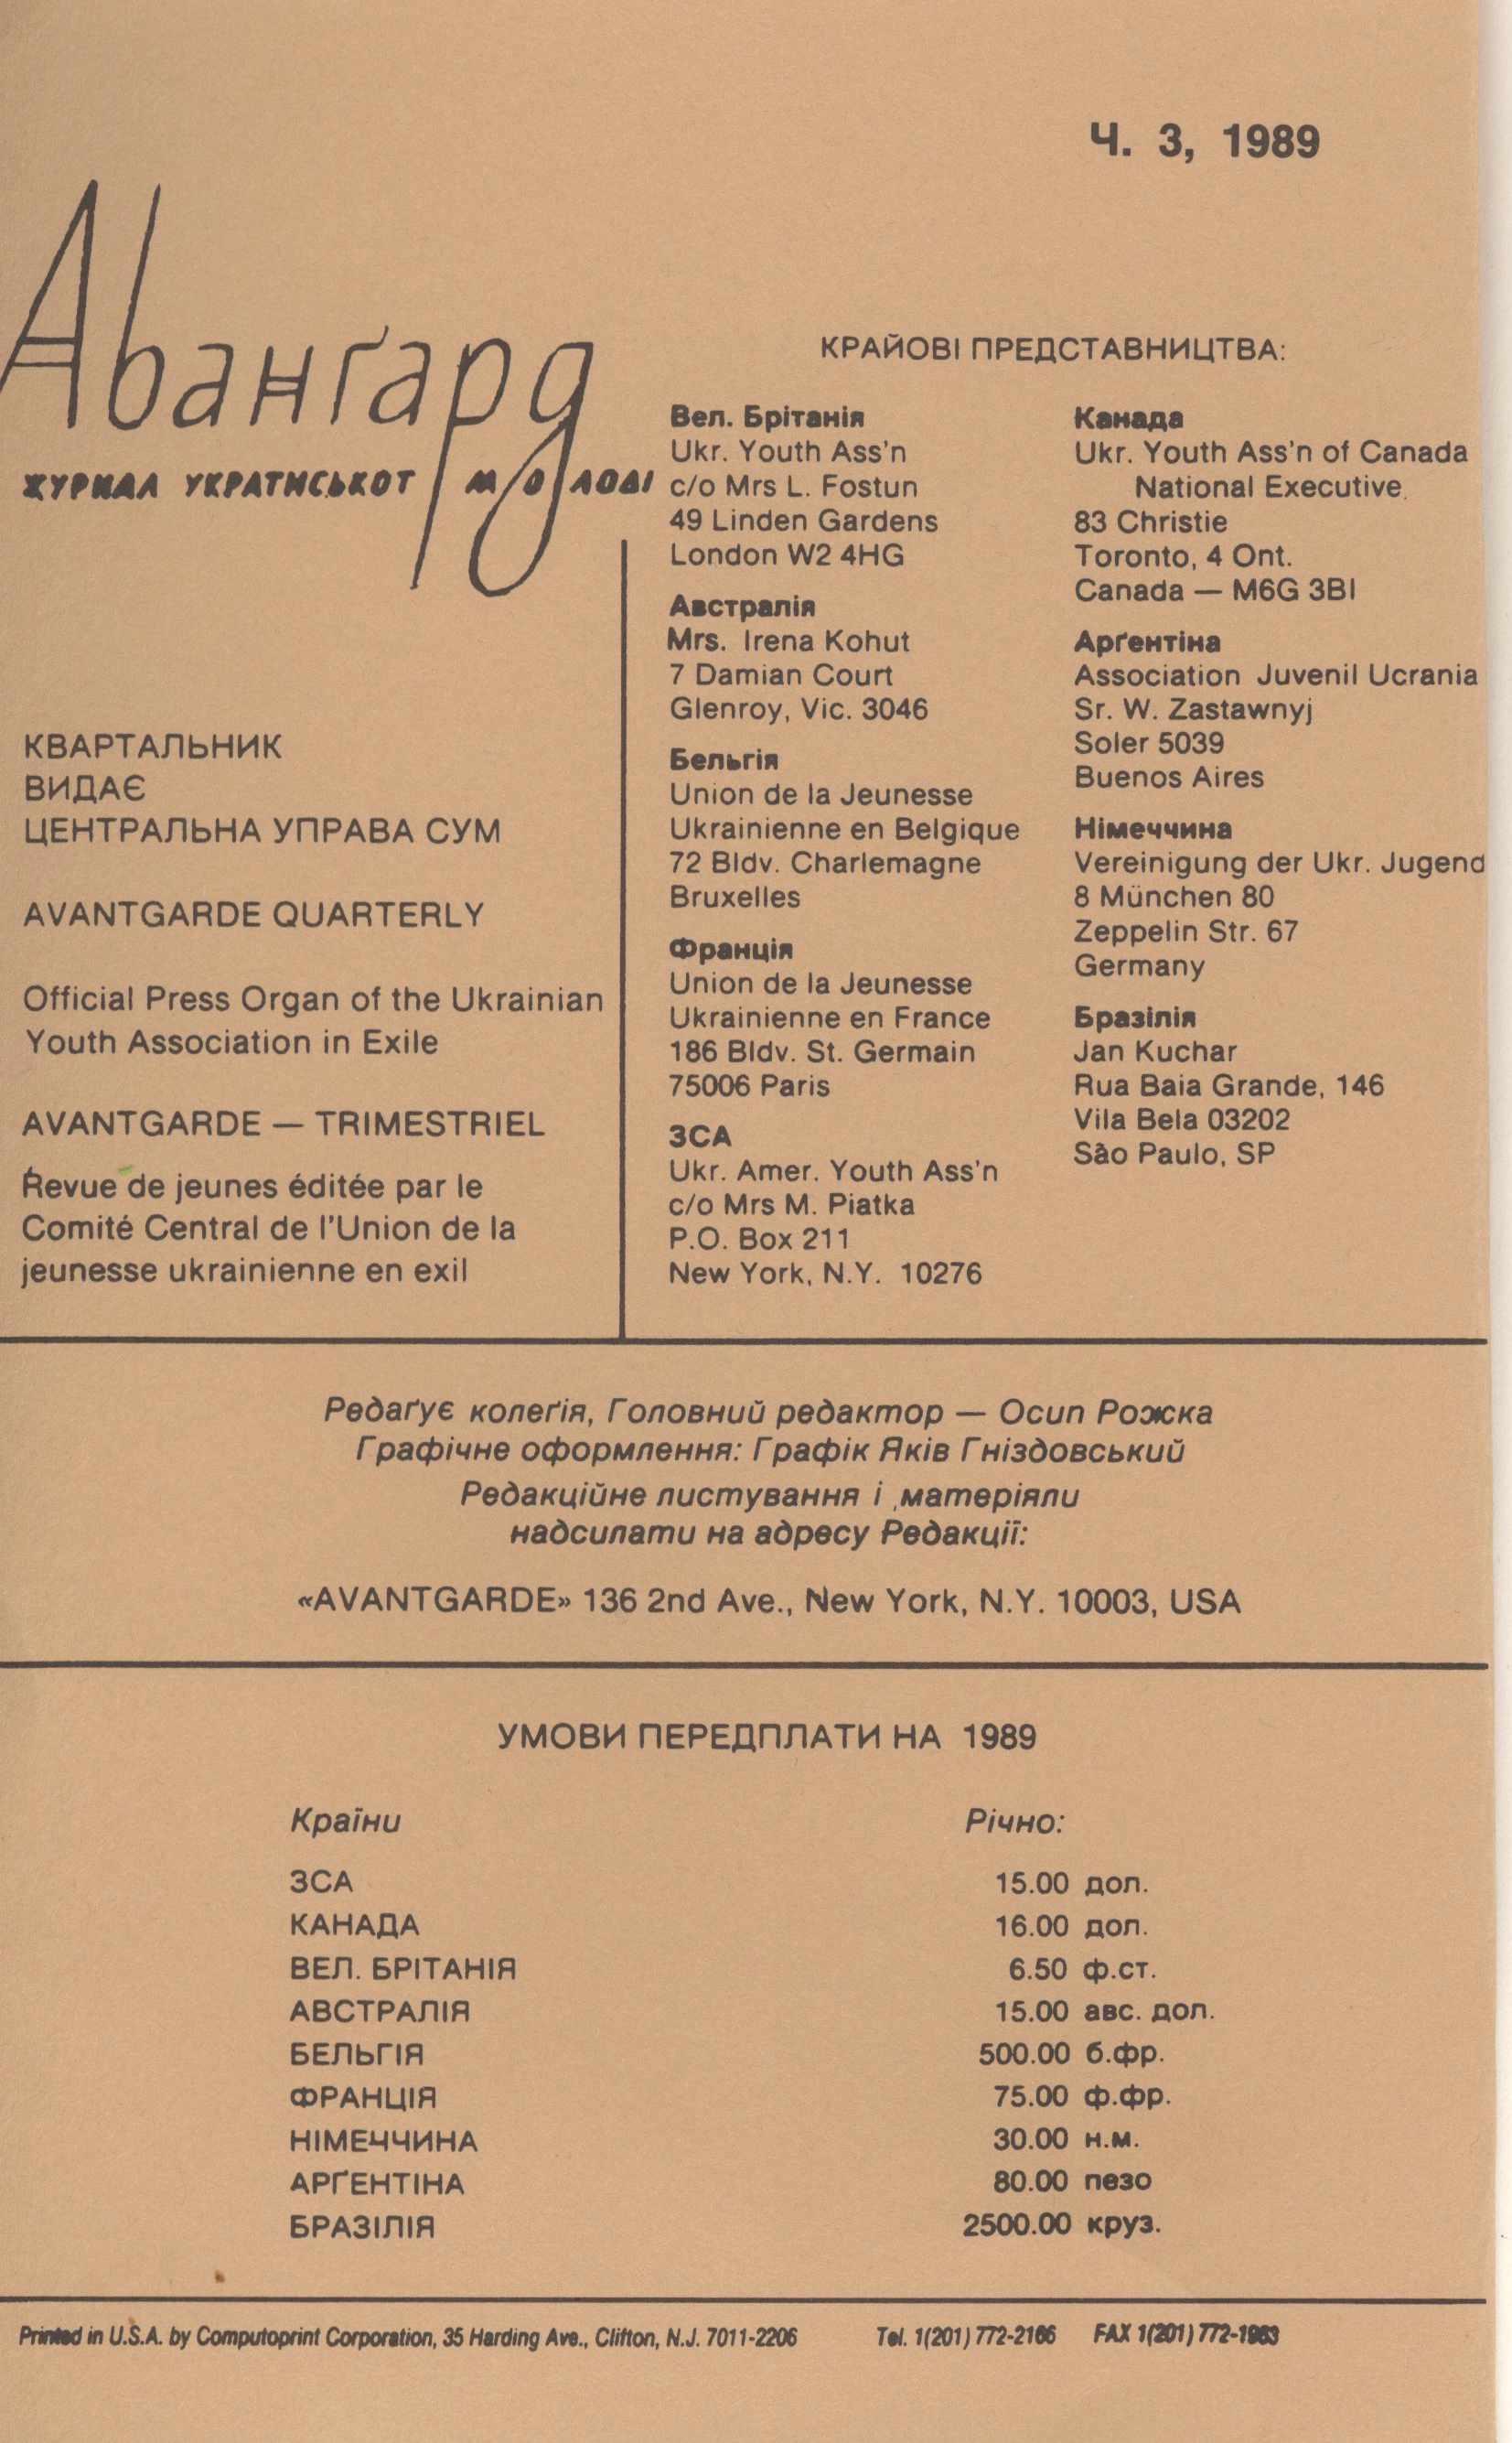 Ч. 3, 1989
Аванґард
ЖУРНАЛ УКРАЇНСЬКОЇ МОЛОДІ
КВАРТАЛЬНИК
ВИДАЄ
ЦЕНТРАЛЬНА УПРАВА СУМ
AVANTGARDE QUARTERLY
Official Press Organ of the Ukrainian
Youth Association in Exile
AVANTGARDE — TRIMESTRIEL
Revue de jeunes éditée par le
Comité Central de l'Union de la
jeunesse ukrainienne en exil
КРАЙОВІ ПРЕДСТАВНИЦТВА:
Вел. Брітанія
Ukr. Youth Ass'n
c/o Mrs L. Fostun
49 Linden Gardens
London W2 4HG
Австралія
Mrs. Irena Kohut
7 Damian Court
Glenroy, Vic. 3046
Бельгія
Union de la Jeunesse
Ukrainienne en Belgique
72 Bldv. Charlemagne
Bruxelles
Франція
Union de la Jeunesse
Ukrainienne en France
186 Bldv. St. Germain
75006 Paris
ЗСА
Ukr. Amer. Youth Ass'n
c/o Mrs M. Piatka
P.O. Box 211
New York, N.Y. 10276
Канада
Ukr. Youth Ass'n of Canada
National Executive
83 Christie
Toronto, 4 Ont.
Canada — M6G 3BI
Арґентіна
Association Juvenil Ucrania
Sr. W. Zastawnyj
Soler 5039
Buenos Aires
Німеччина
Vereinigung der Ukr. Jugend
8 München 80
Zeppelin Str. 67
Germany
Бразілія
Jan Kuchar
Rua Baia Grande, 146
Vila Bela 03202
São Paulo, SP
Редаґує колеґія, Головний редактор — Осип Рожка
Графічне оформлення: Графік Яків Гніздовський
Редакційне листування і матеріяли
надсилати на адресу Редакції:
«AVANTGARDE» 136 2nd Ave., New York, N.Y. 10003, USA
УМОВИ ПЕРЕДПЛАТИ НА 1989
Країни Річно:
ЗСА 15.00 дол.
КАНАДА 16.00 дол.
ВЕЛ. БРІТАНІЯ 6.50 ф.ст.
АВСТРАЛІЯ 15.00 авс. дол.
БЕЛЬГІЯ 500.00 б.фр.
ФРАНЦІЯ 75.00 ф.фр.
НІМЕЧЧИНА 30.00 н.м.
АРҐЕНТІНА 80.00 пезо
БРАЗІЛІЯ 2500.00 круз.
Printed in U.S.A. by Computoprint Corporation, 35 Harding Ave., Clifton, N.J. 7011-2206 Tel. 1(201) 772-2166 FAX 1(201) 772-1963